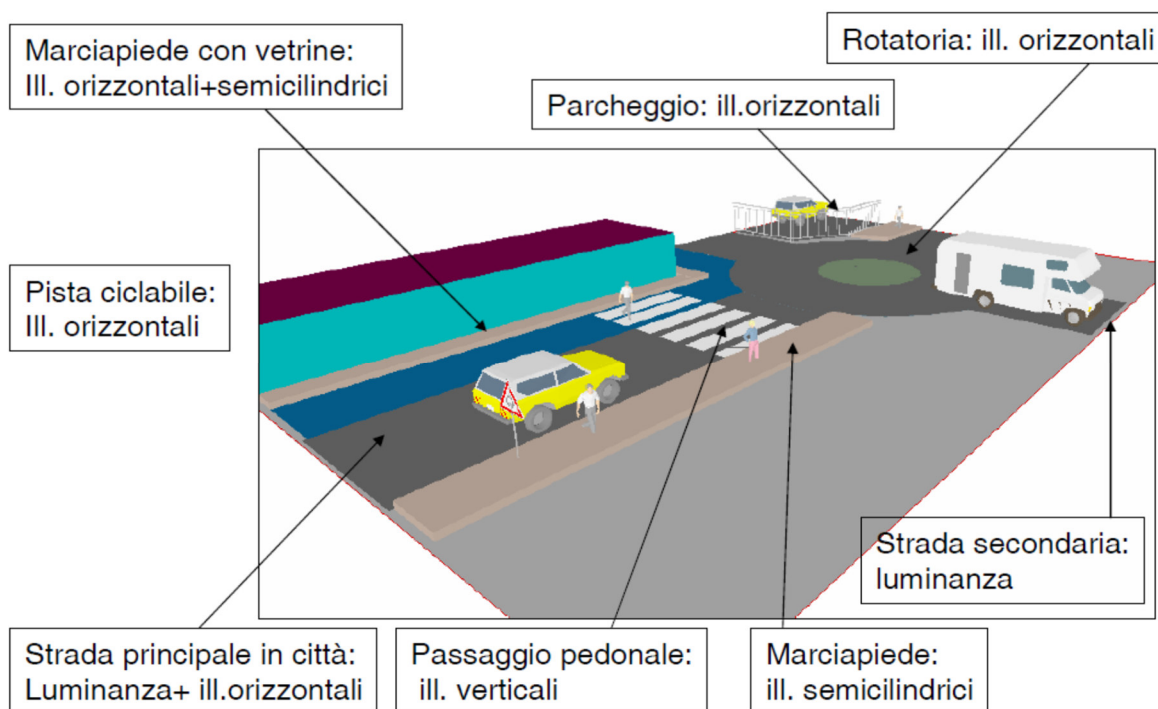 Marciapiede con vetrine:
Ill. orizzontali+semicilindrici
Rotatoria: ill. orizzontali
Parcheggio: ill.orizzontali
Pista ciclabile:
Ill. orizzontali
Strada secondaria:
luminanza
Strada principale in città:
Luminanza+ ill.orizzontali
Passaggio pedonale:
ill. verticali
Marciapiede:
ill. semicilindrici